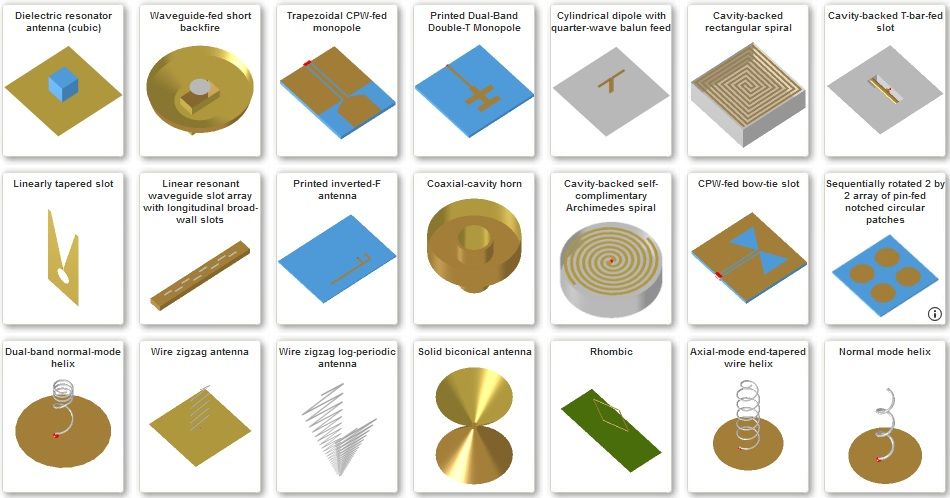 Dielectric resonator
antenna (cubic)
Waveguide-fed short
backfire
Trapezoidal CPW-fed
monopole
Printed Dual-Band
Double-T Monopole
Cylindrical dipole with
quarter-wave balun feed
Cavity-backed
rectangular spiral
Cavity-backed T-bar-fed
slot
Linearly tapered slot
Linear resonant
waveguide slot array
with longitudinal broad-
wall slots
Printed inverted-F
antenna
Coaxial-cavity horn
Cavity-backed self-
complimentary
Archimedes spiral
CPW-fed bow-tie slot
Sequentially rotated 2 by
2 array of pin-fed
notched circular
patches
Dual-band normal-mode
helix
Wire zigzag antenna
Wire zigzag log-periodic
antenna
Solid biconical antenna
Rhombic
Axial-mode end-tapered
wire helix
Normal mode helix